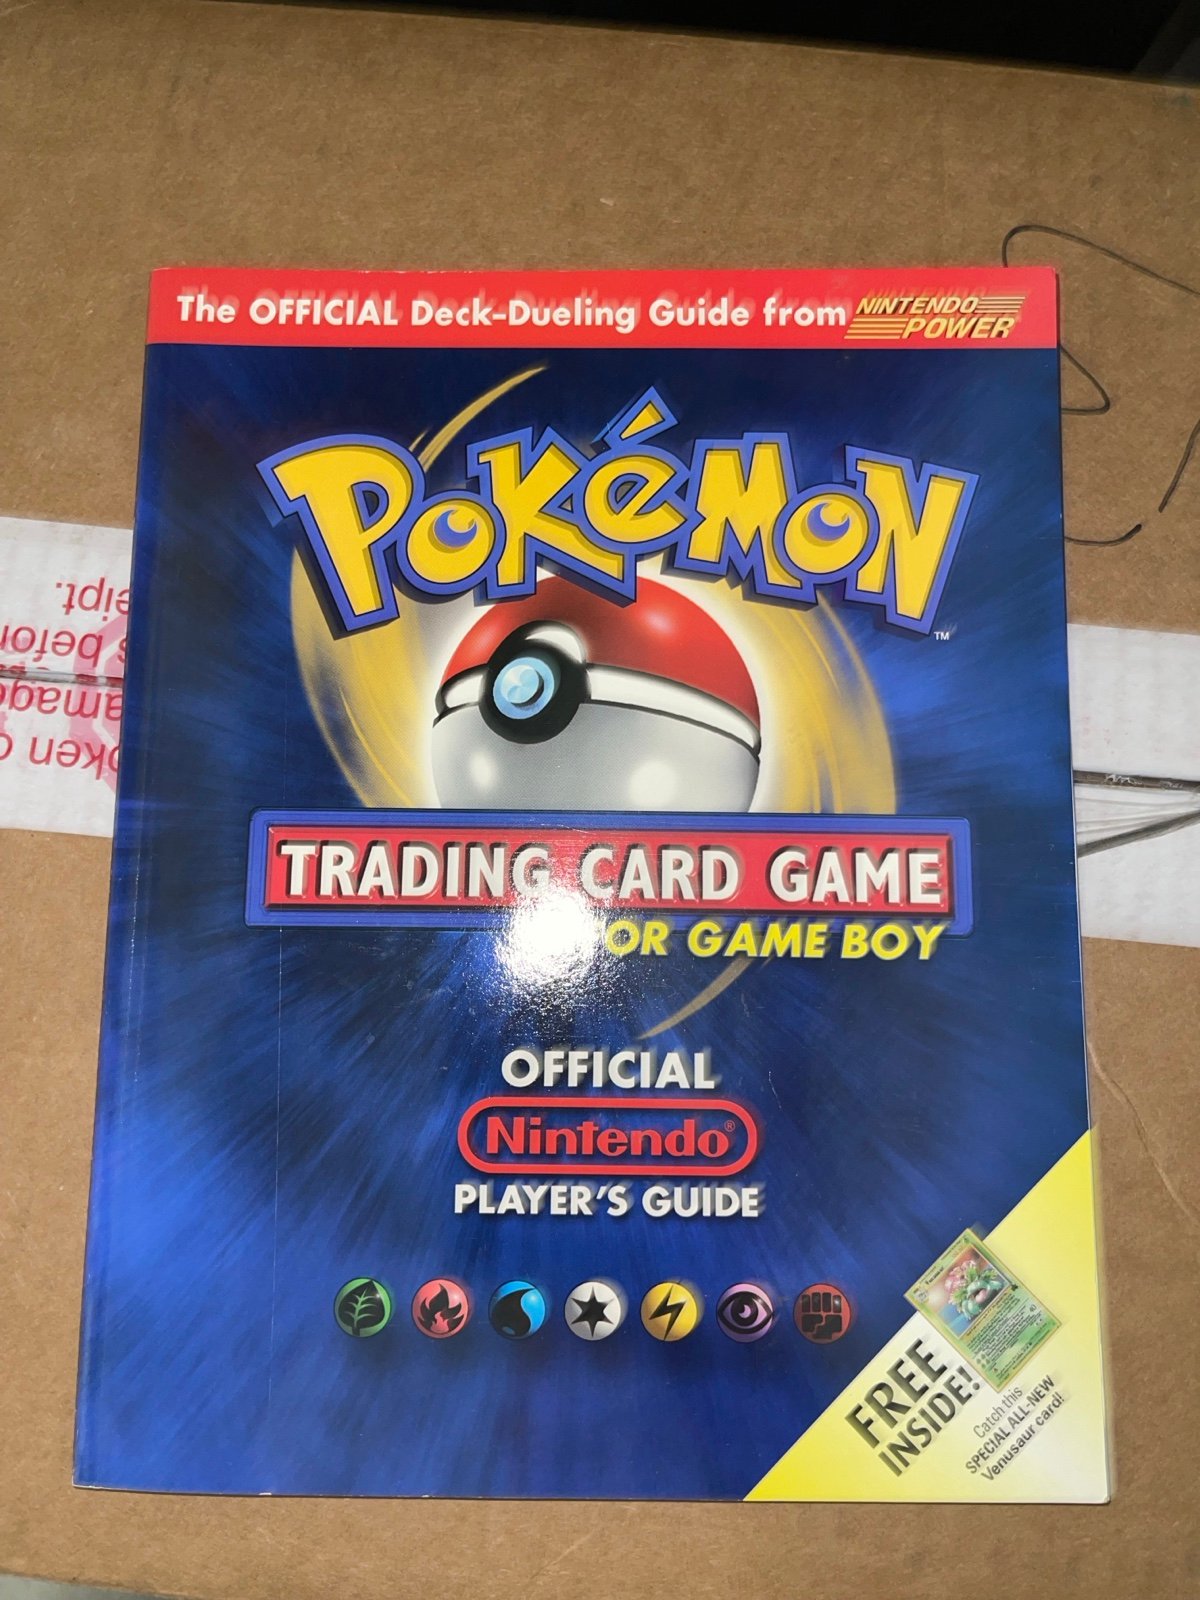 The OFFICIAL Deck-Dueling Guide from NINTENDO POWER
POKéMON
TM
TRADING CARD GAME
OR GAME BOY
OFFICIAL
Nintendo®
PLAYER'S GUIDE
FREE
INSIDE!
Catch this
SPECIAL ALL-NEW
Venusaur card!
Venusaur